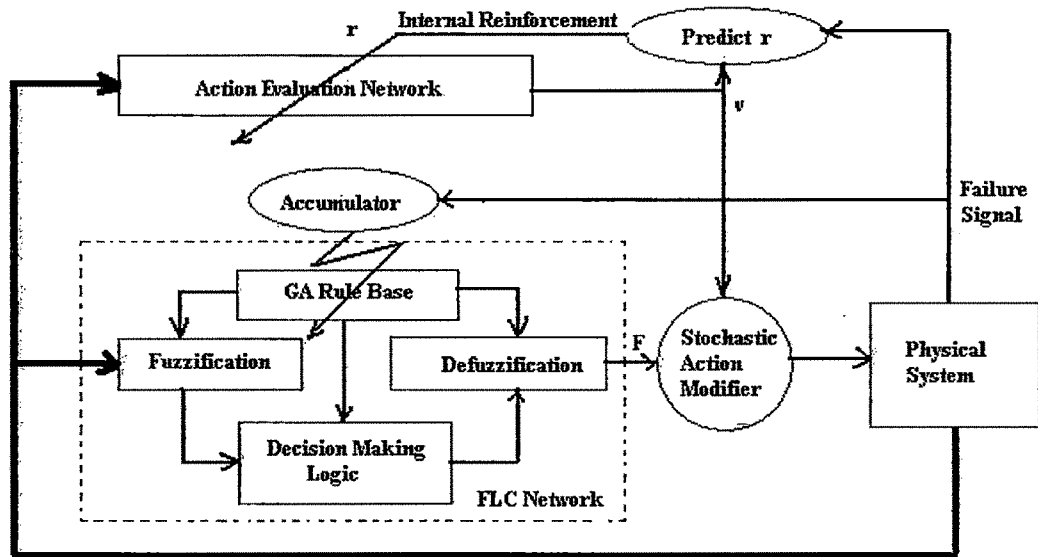 Internal Reinforcement
r
Predict r
Action Evaluation Network
v
Accumulator
Failure
Signal
GA Rule Base
F
Stochastic
Action
Modifier
Physical
System
Fuzzification
Defuzzification
Decision Making
Logic
FLC Network